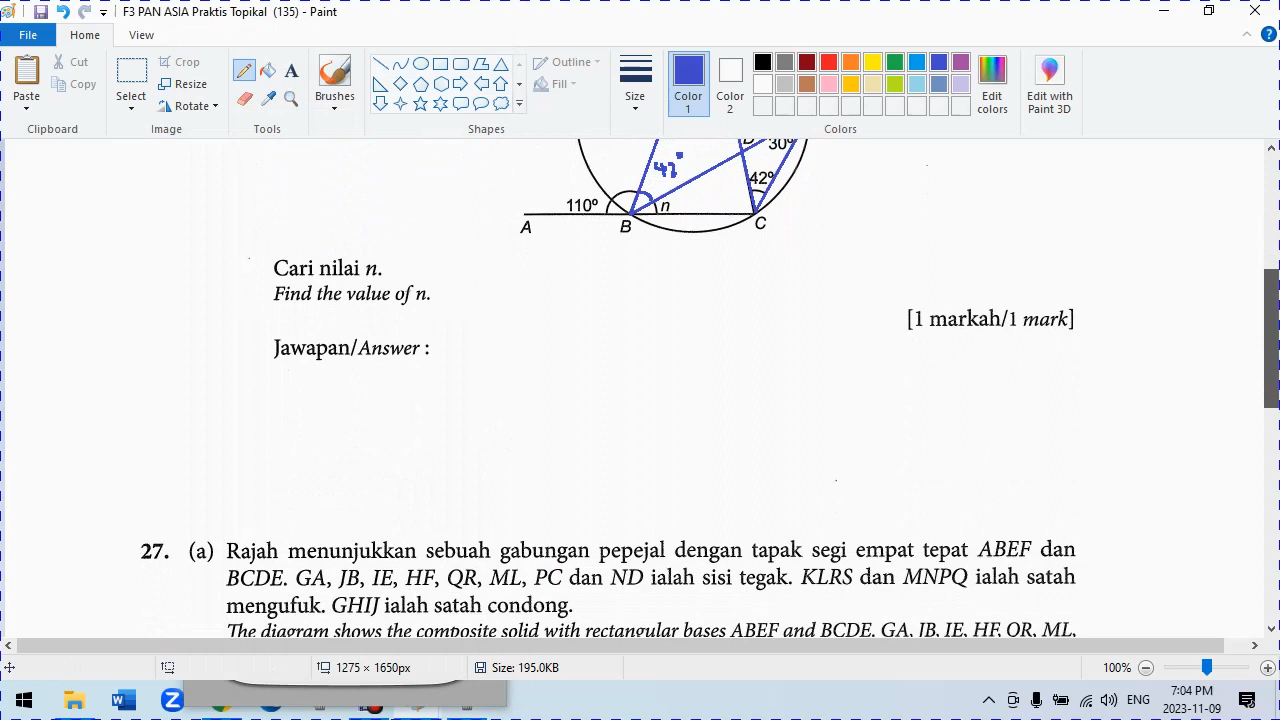 F3 PAN ASIA Praktis Topikal (135) - Paint
File Home View
Paste Cut Copy Clipboard
Select Crop Resize Rotate Image
Tools
Brushes
Shapes Outline Fill
Size
Color 1 Color 2 Edit colors Colors
Edit with Paint 3D
30°
42°
42°
110° n
A B C
Cari nilai n.
Find the value of n.
[1 markah/1 mark]
Jawapan/Answer :
27. (a) Rajah menunjukkan sebuah gabungan pepejal dengan tapak segi empat tepat ABEF dan
BCDE. GA, JB, IE, HF, QR, ML, PC dan ND ialah sisi tegak. KLRS dan MNPQ ialah satah
mengufuk. GHIJ ialah satah condong.
The diagram shows the composite solid with rectangular bases ABEF and BCDE. GA, JB, IE, HF, QR, ML,
1275 × 1650px Size: 195.0KB 100%
ENG 7:04 PM
2023-11-09